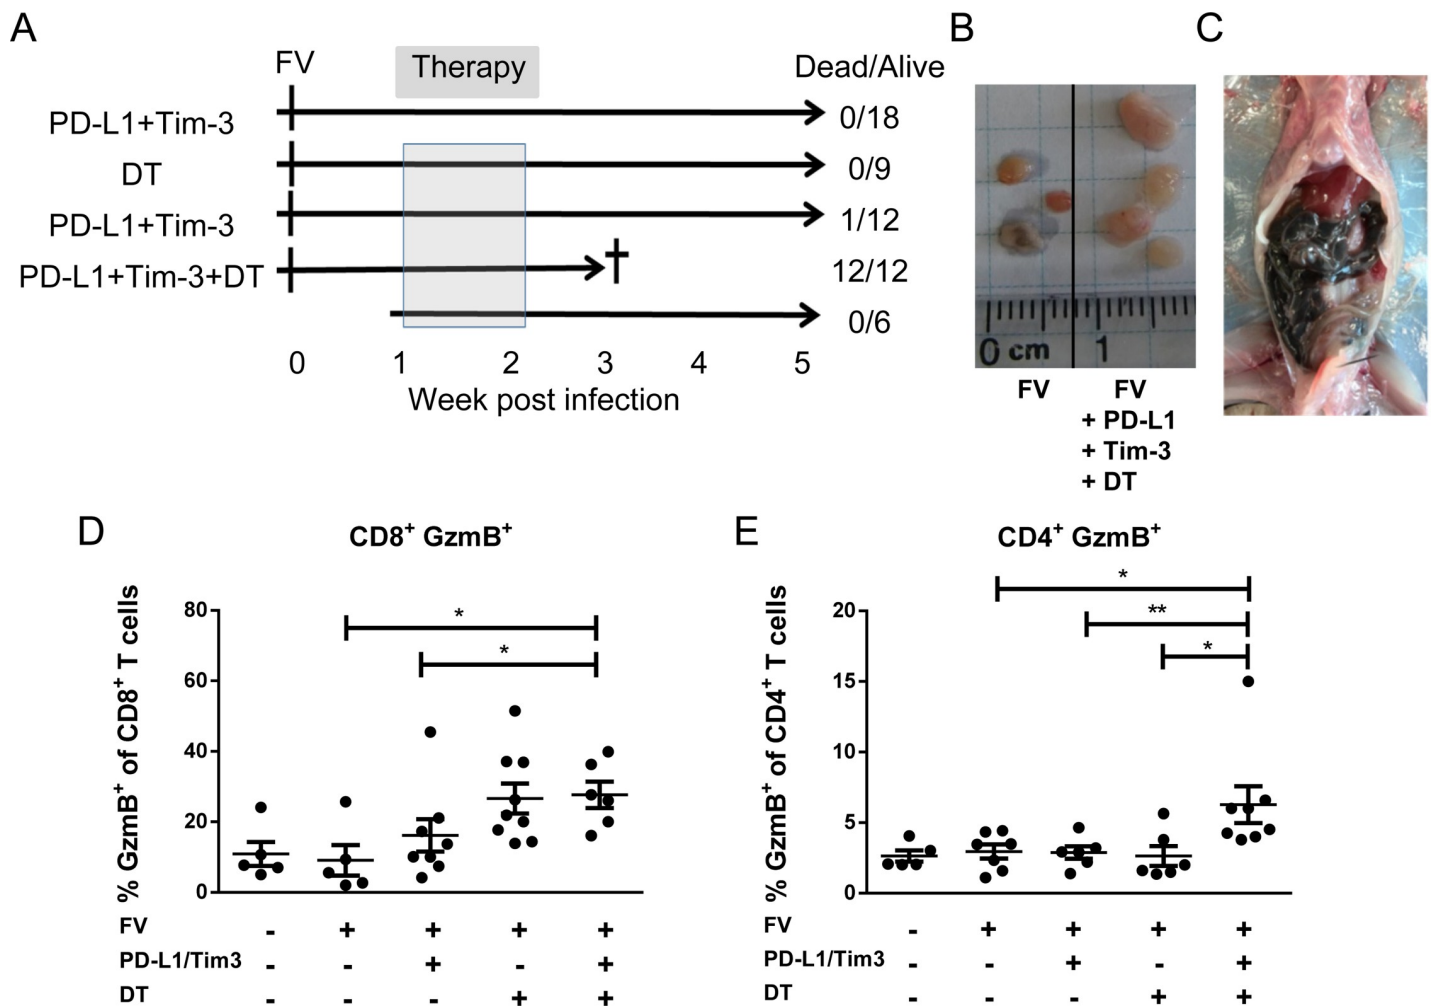 A
FV
Therapy
Dead/Alive
PD-L1+Tim-3
0/18
DT
0/9
PD-L1+Tim-3
1/12
PD-L1+Tim-3+DT
12/12
0/6
0 1 2 3 4 5
Week post infection
B
0 cm 1
FV
FV
+ PD-L1
+ Tim-3
+ DT
C
D
CD8+ GzmB+
% GzmB+ of CD8+ T cells
80
60
40
20
0
*
*
FV - + + + +
PD-L1/Tim3 - - + - +
DT - - - + +
E
CD4+ GzmB+
% GzmB+ of CD4+ T cells
20
15
10
5
0
*
**
*
FV - + + + +
PD-L1/Tim3 - - + - +
DT - - - + +